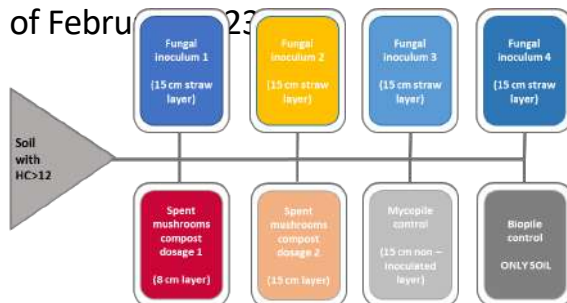 of
Fungal
inoculum 1
(15 cm straw
layer)
Fungal
inoculum 2
(15 cm straw
layer)
Fungal
inoculum 3
(15 cm straw
layer)
Fungal
inoculum 4
(15 cm straw
layer)
Soil
with
HC>12
Spent
mushrooms
compost
dosage 1
(8 cm layer)
Spent
mushrooms
compost
dosage 2
(15 cm layer)
Mycopile
control
(15 cm non –
inoculated
layer)
Biopile
control
ONLY SOIL